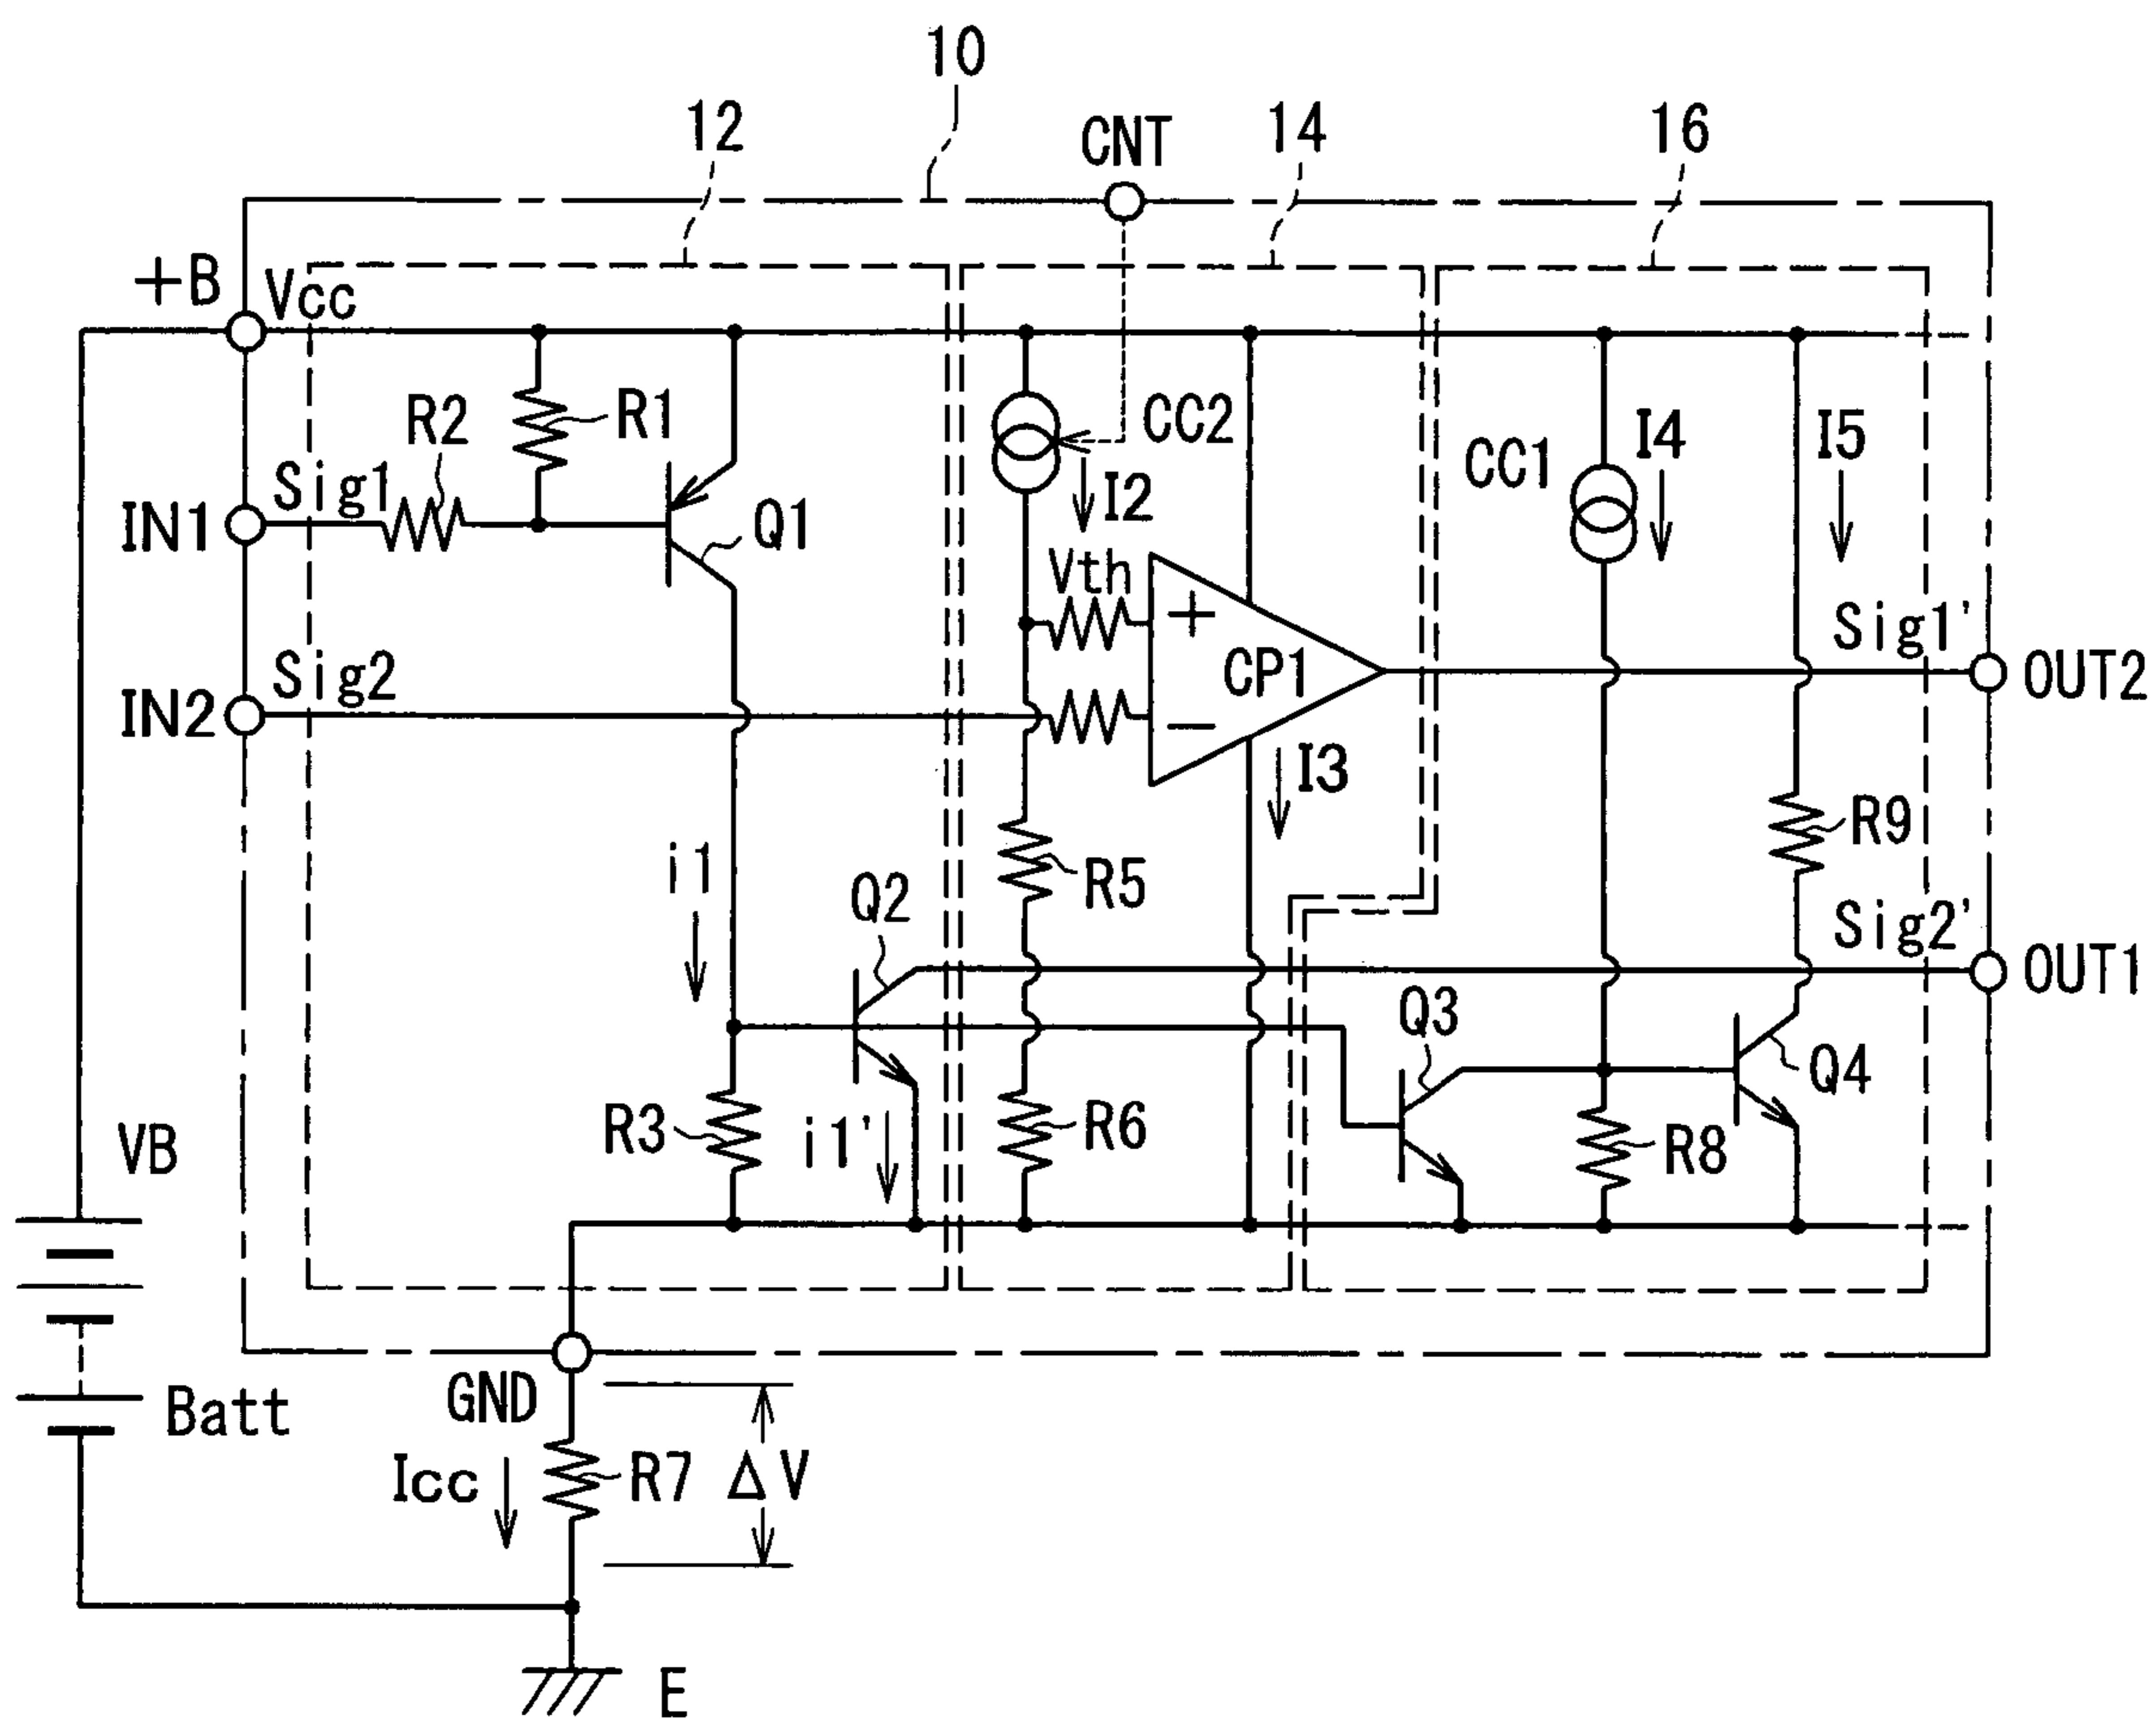 10
12
CNT
14
16
+B
Vcc
R2
R1
CC2
I4
I5
CC1
Sig1
I2
IN1
Q1
Vth
+
Sig1'
Sig2
CP1
OUT2
IN2
−
I3
R9
i1
Q2
R5
Sig2'
OUT1
Q3
Q4
R3
i1'
R6
R8
VB
GND
Batt
Icc
R7
ΔV
E